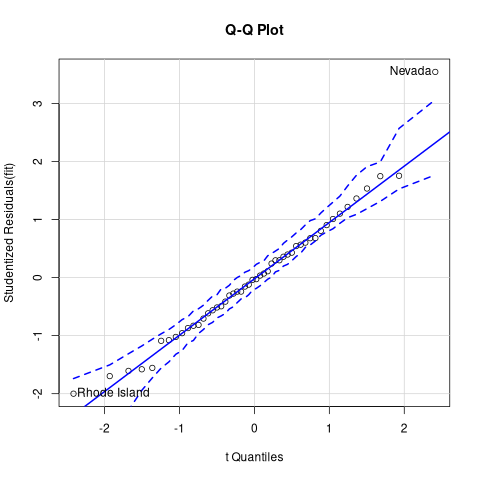 Q-Q Plot
Nevada
3
2
1
0
-1
-2
Rhode Island
Studentized Residuals(fit)
-2
-1
0
1
2
t Quantiles